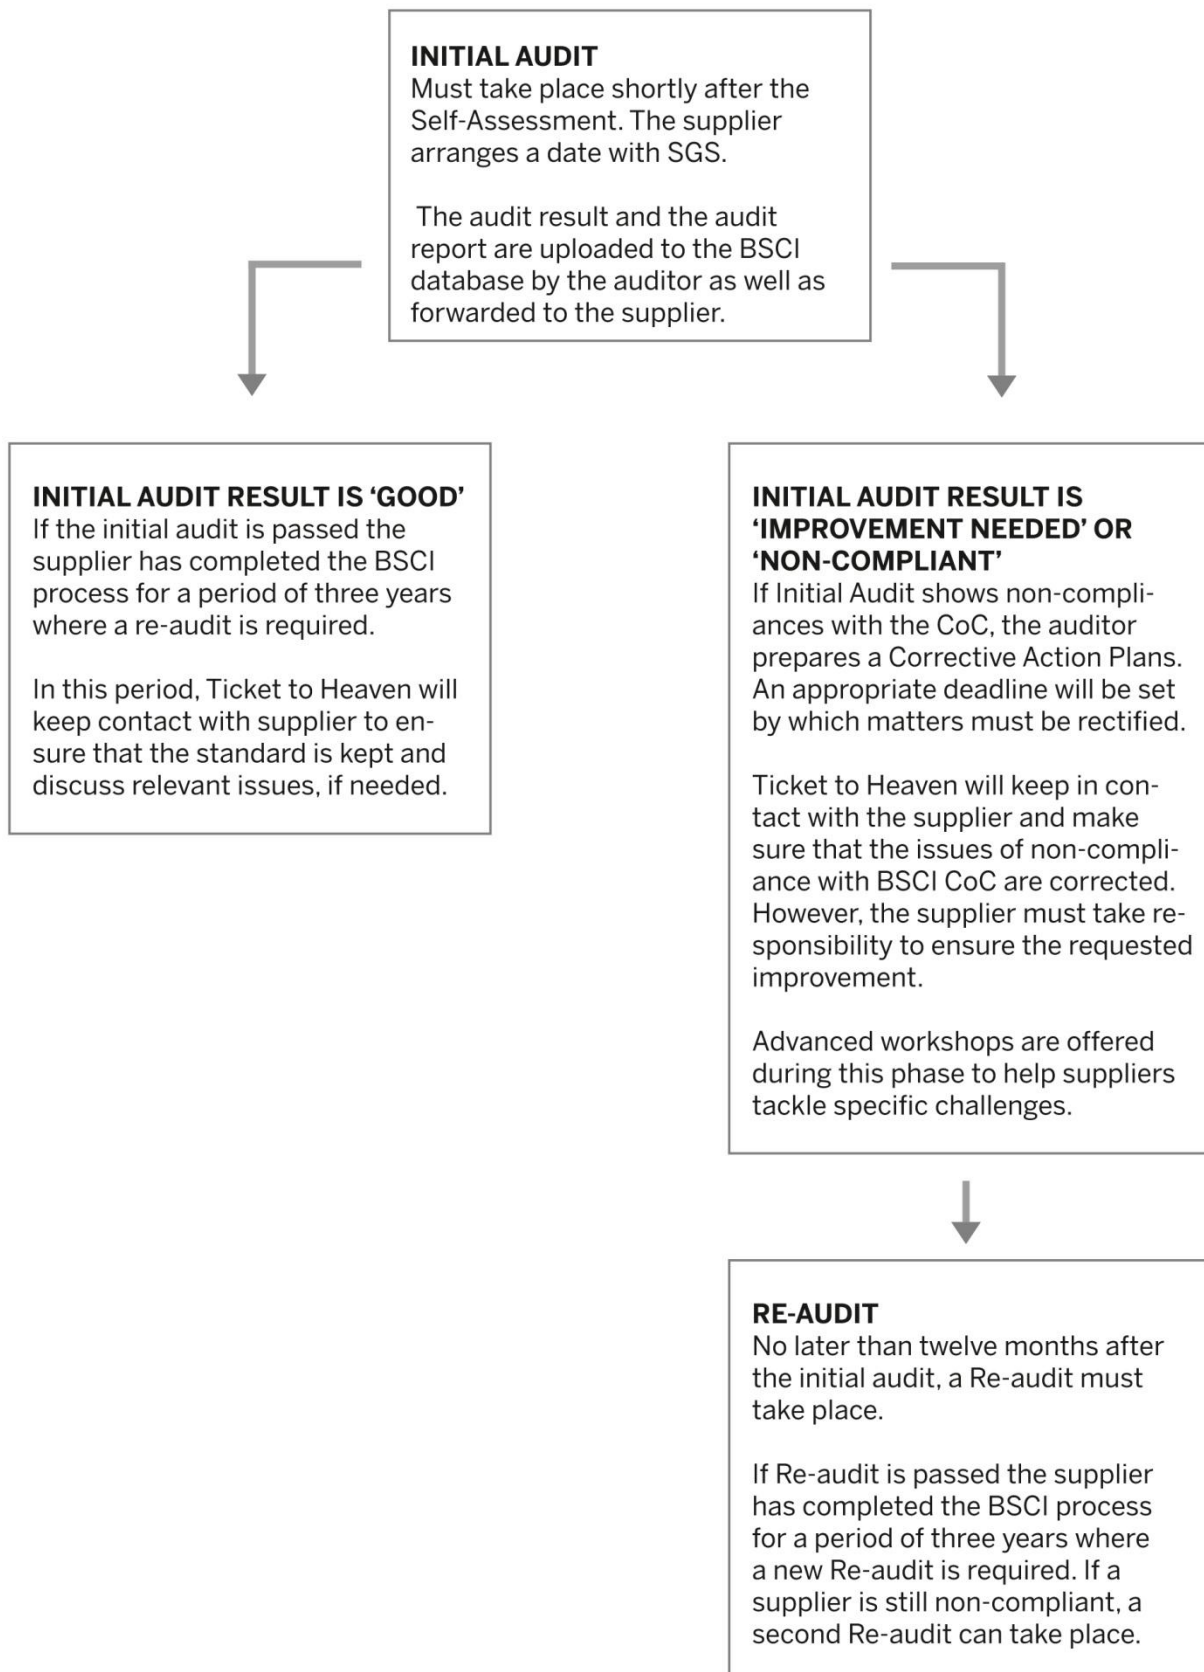 INITIAL AUDIT
Must take place shortly after the
Self-Assessment. The supplier
arranges a date with SGS.
The audit result and the audit
report are uploaded to the BSCI
database by the auditor as well as
forwarded to the supplier.
INITIAL AUDIT RESULT IS ‘GOOD’
If the initial audit is passed the
supplier has completed the BSCI
process for a period of three years
where a re-audit is required.
In this period, Ticket to Heaven will
keep contact with supplier to en-
sure that the standard is kept and
discuss relevant issues, if needed.
INITIAL AUDIT RESULT IS
‘IMPROVEMENT NEEDED’ OR
‘NON-COMPLIANT’
If Initial Audit shows non-compli-
ances with the CoC, the auditor
prepares a Corrective Action Plans.
An appropriate deadline will be set
by which matters must be rectified.
Ticket to Heaven will keep in con-
tact with the supplier and make
sure that the issues of non-compli-
ance with BSCI CoC are corrected.
However, the supplier must take re-
sponsibility to ensure the requested
improvement.
Advanced workshops are offered
during this phase to help suppliers
tackle specific challenges.
RE-AUDIT
No later than twelve months after
the initial audit, a Re-audit must
take place.
If Re-audit is passed the supplier
has completed the BSCI process
for a period of three years where
a new Re-audit is required. If a
supplier is still non-compliant, a
second Re-audit can take place.